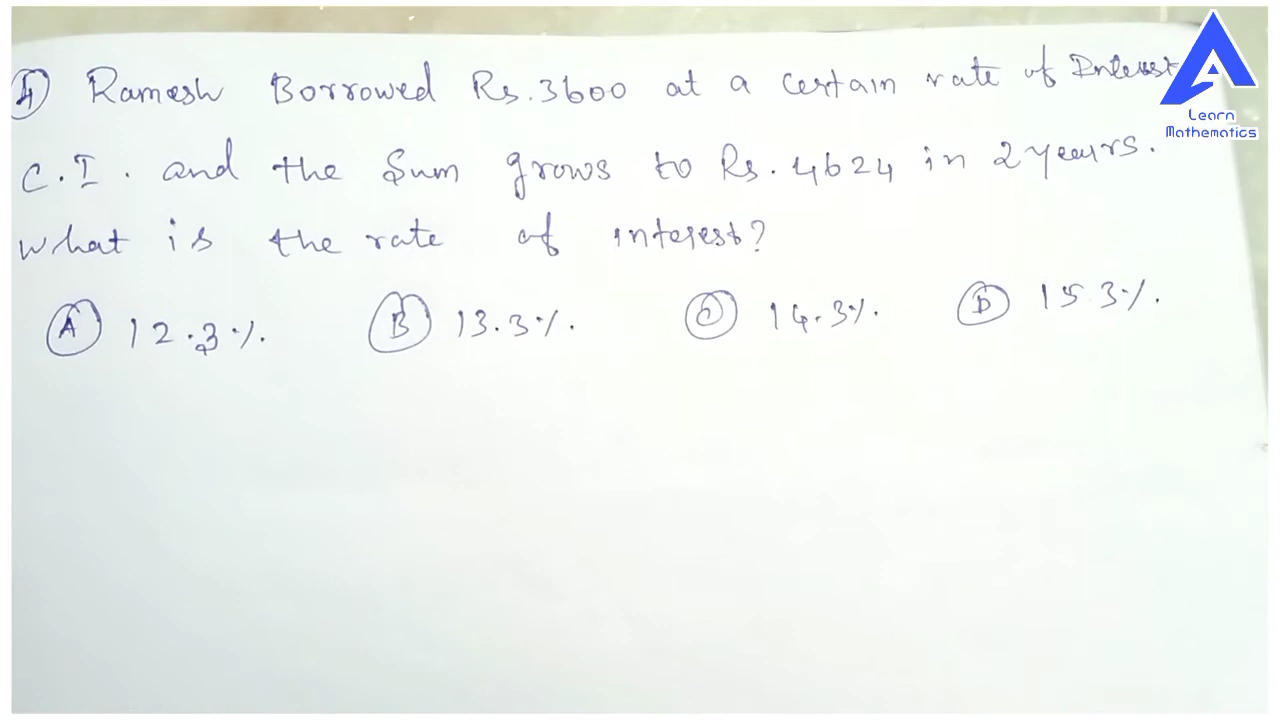 4 Ramesh Borrowed Rs.3600 at a certain rate of Interest
C.I. and the Sum grows to Rs. 4624 in 2 years.
what is the rate of interest?
A 12.3%. B 13.3%. C 14.3%. D 15.3%.
Learn
Mathematics